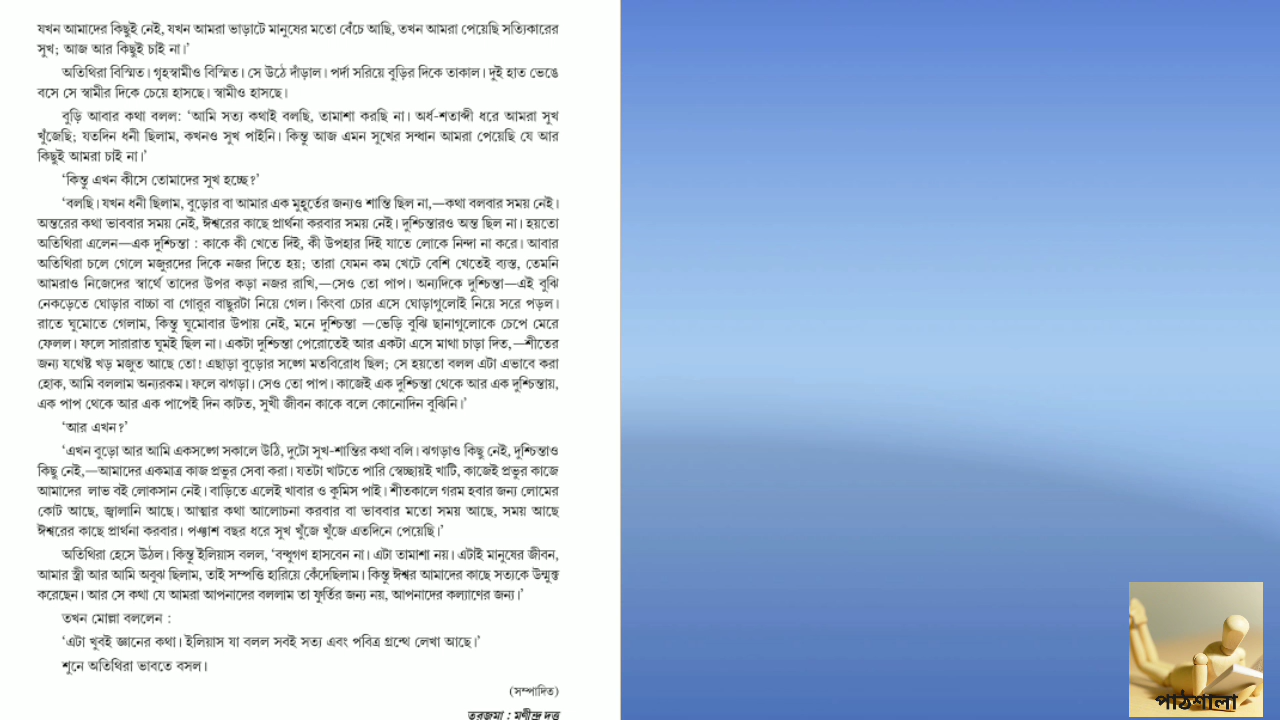 যখন আমাদের কিছুই নেই, যখন আমরা ভাড়াটে মানুষের মতো বেঁচে আছি, তখন আমরা পেয়েছি সত্যিকারের
সুখ; আজ আর কিছুই চাই না।’
অতিথিরা বিস্মিত। গৃহস্বামীও বিস্মিত। সে উঠে দাঁড়াল। পর্দা সরিয়ে বুড়ির দিকে তাকাল। দুই হাত ভেঙে
বসে সে স্বামীর দিকে চেয়ে হাসছে। স্বামীও হাসছে।
বুড়ি আবার কথা বলল: ‘আমি সত্য কথাই বলছি, তামাশা করছি না। অর্ধ-শতাব্দী ধরে আমরা সুখ
খুঁজেছি; যতদিন ধনী ছিলাম, কখনও সুখ পাইনি। কিন্তু আজ এমন সুখের সন্ধান আমরা পেয়েছি যে আর
কিছুই আমরা চাই না।’
‘কিন্তু এখন কীসে তোমাদের সুখ হচ্ছে?’
‘বলছি। যখন ধনী ছিলাম, বুড়োর বা আমার এক মুহূর্তের জন্যও শান্তি ছিল না,—কথা বলবার সময় নেই।
অন্তরের কথা ভাববার সময় নেই, ঈশ্বরের কাছে প্রার্থনা করবার সময় নেই। দুশ্চিন্তারও অন্ত ছিল না। হয়তো
অতিথিরা এলেন—এক দুশ্চিন্তা : কাকে কী খেতে দিই, কী উপহার দিই যাতে লোকে নিন্দা না করে। আবার
অতিথিরা চলে গেলে মজুরদের দিকে নজর দিতে হয়; তারা যেমন কম খেটে বেশি খেতেই ব্যস্ত, তেমনি
আমরাও নিজেদের স্বার্থে তাদের উপর কড়া নজর রাখি,—সেও তো পাপ। অন্যদিকে দুশ্চিন্তা—এই বুঝি
নেকড়েতে ঘোড়ার বাচ্চা বা গোরুর বাছুরটা নিয়ে গেল। কিংবা চোর এসে ঘোড়াগুলোই নিয়ে সরে পড়ল।
রাতে ঘুমোতে গেলাম, কিন্তু ঘুমোবার উপায় নেই, মনে দুশ্চিন্তা —ভেড়ি বুঝি ছানাগুলোকে চেপে মেরে
ফেলল। ফলে সারারাত ঘুমই ছিল না। একটা দুশ্চিন্তা পেরোতেই আর একটা এসে মাথা চাড়া দিত,—শীতের
জন্য যথেষ্ট খড় মজুত আছে তো! এছাড়া বুড়োর সঙ্গে মতবিরোধ ছিল; সে হয়তো বলল এটা এভাবে করা
হোক, আমি বললাম অন্যরকম। ফলে ঝগড়া। সেও তো পাপ। কাজেই এক দুশ্চিন্তা থেকে আর এক দুশ্চিন্তায়,
এক পাপ থেকে আর এক পাপেই দিন কাটত, সুখী জীবন কাকে বলে কোনোদিন বুঝিনি।’
‘আর এখন?’
‘এখন বুড়ো আর আমি একসঙ্গে সকালে উঠি, দুটো সুখ-শান্তির কথা বলি। ঝগড়াও কিছু নেই, দুশ্চিন্তাও
কিছু নেই,—আমাদের একমাত্র কাজ প্রভুর সেবা করা। যতটা খাটতে পারি স্বেচ্ছায়ই খাটি, কাজেই প্রভুর কাজে
আমাদের লাভ বই লোকসান নেই। বাড়িতে এলেই খাবার ও কুমিস পাই। শীতকালে গরম হবার জন্য লোমের
কোট আছে, জ্বালানি আছে। আত্মার কথা আলোচনা করবার বা ভাববার মতো সময় আছে, সময় আছে
ঈশ্বরের কাছে প্রার্থনা করবার। পঞ্চাশ বছর ধরে সুখ খুঁজে খুঁজে এতদিনে পেয়েছি।’
অতিথিরা হেসে উঠল। কিন্তু ইলিয়াস বলল, ‘বন্ধুগণ হাসবেন না। এটা তামাশা নয়। এটাই মানুষের জীবন,
আমার স্ত্রী আর আমি অবুঝ ছিলাম, তাই সম্পত্তি হারিয়ে কেঁদেছিলাম। কিন্তু ঈশ্বর আমাদের কাছে সত্যকে উন্মুক্ত
করেছেন। আর সে কথা যে আমরা আপনাদের বললাম তা ফুর্তির জন্য নয়, আপনাদের কল্যাণের জন্য।’
তখন মোল্লা বললেন :
‘এটা খুবই জ্ঞানের কথা। ইলিয়াস যা বলল সবই সত্য এবং পবিত্র গ্রন্থে লেখা আছে।’
শুনে অতিথিরা ভাবতে বসল।
(সম্পাদিত)
তরজমা : মণীন্দ্র দত্ত
পাঠশালা